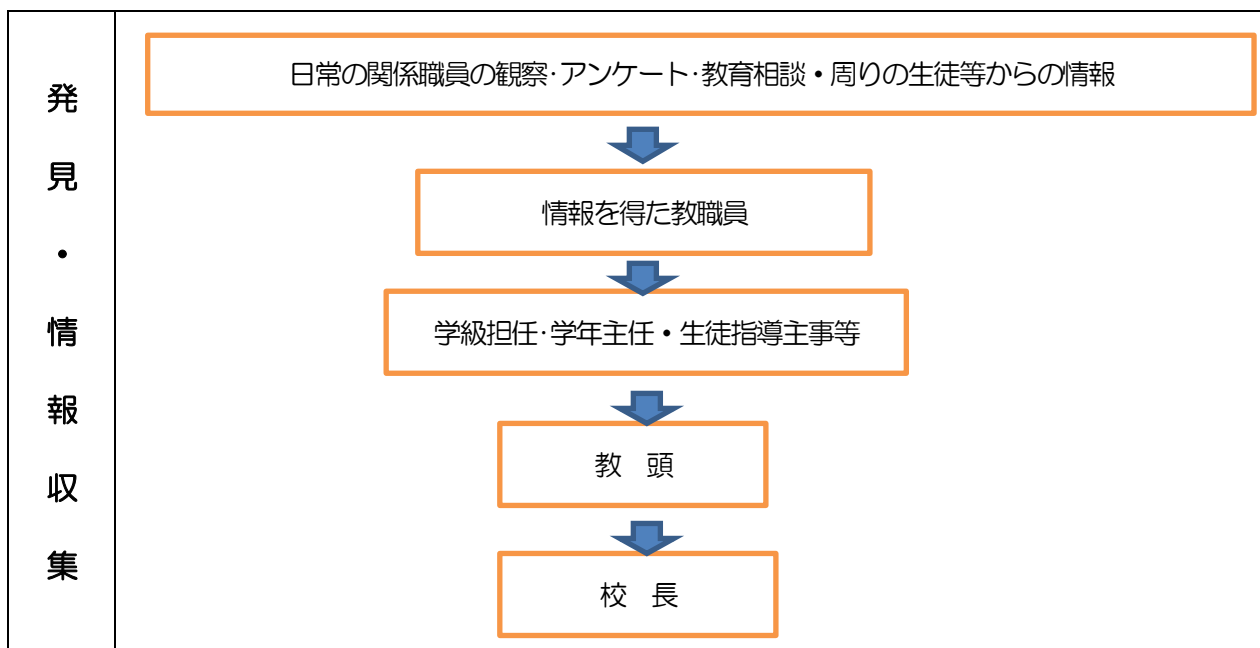 発見・情報収集
日常の関係職員の観察･アンケート･教育相談・周りの生徒等からの情報
情報を得た教職員
学級担任･学年主任・生徒指導主事等
教　頭
校　長